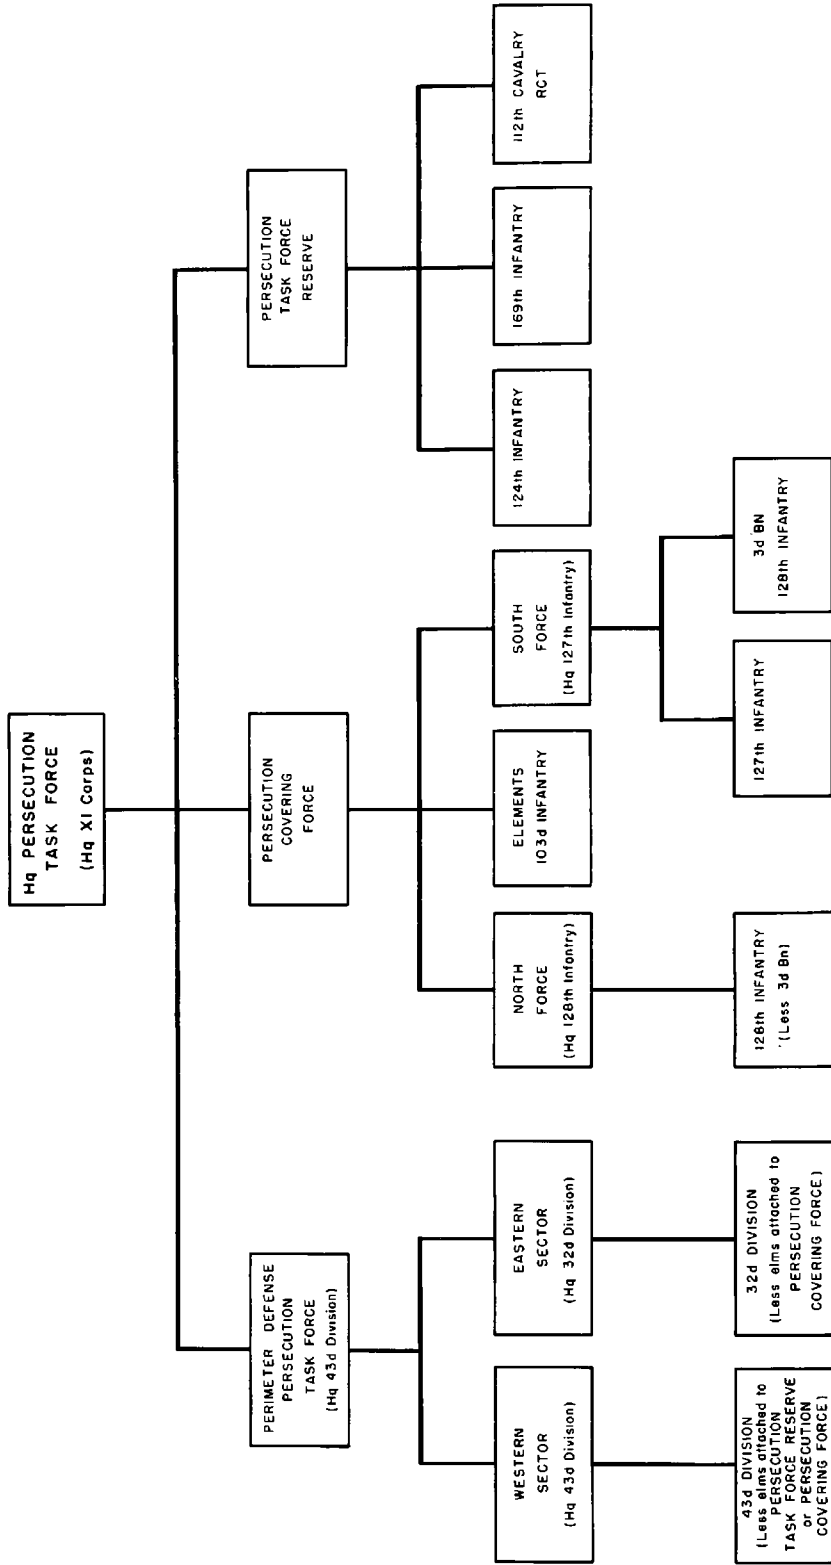 Hq PERSECUTION
TASK FORCE
(Hq XI Corps)
PERIMETER DEFENSE
PERSECUTION
TASK FORCE
(Hq 43d Division)
PERSECUTION
COVERING
FORCE
PERSECUTION
TASK FORCE
RESERVE
WESTERN
SECTOR
(Hq 43d Division)
EASTERN
SECTOR
(Hq 32d Division)
NORTH
FORCE
(Hq 128th Infantry)
ELEMENTS
103d INFANTRY
SOUTH
FORCE
(Hq 127th Infantry)
124th INFANTRY
169th INFANTRY
112th CAVALRY
RCT
43d DIVISION
(Less elms attached to
PERSECUTION
TASK FORCE RESERVE
or PERSECUTION
COVERING FORCE)
32d DIVISION
(Less elms attached to
PERSECUTION
COVERING FORCE)
128th INFANTRY
(Less 3d Bn)
127th INFANTRY
3d BN
128th INFANTRY